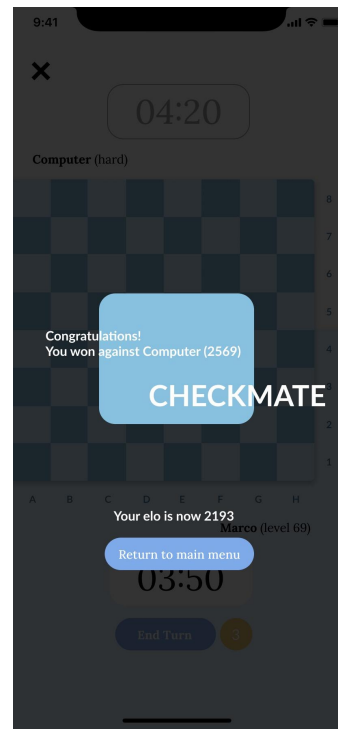 9:41
04:20
Computer (hard)
8
7
6
5
Congratulations!
You won against Computer (2569)
4
CHECKMATE
3
2
1
A B C D E F G H
Your elo is now 2193
Marco (level 69)
Return to main menu
03:50
End Turn
3